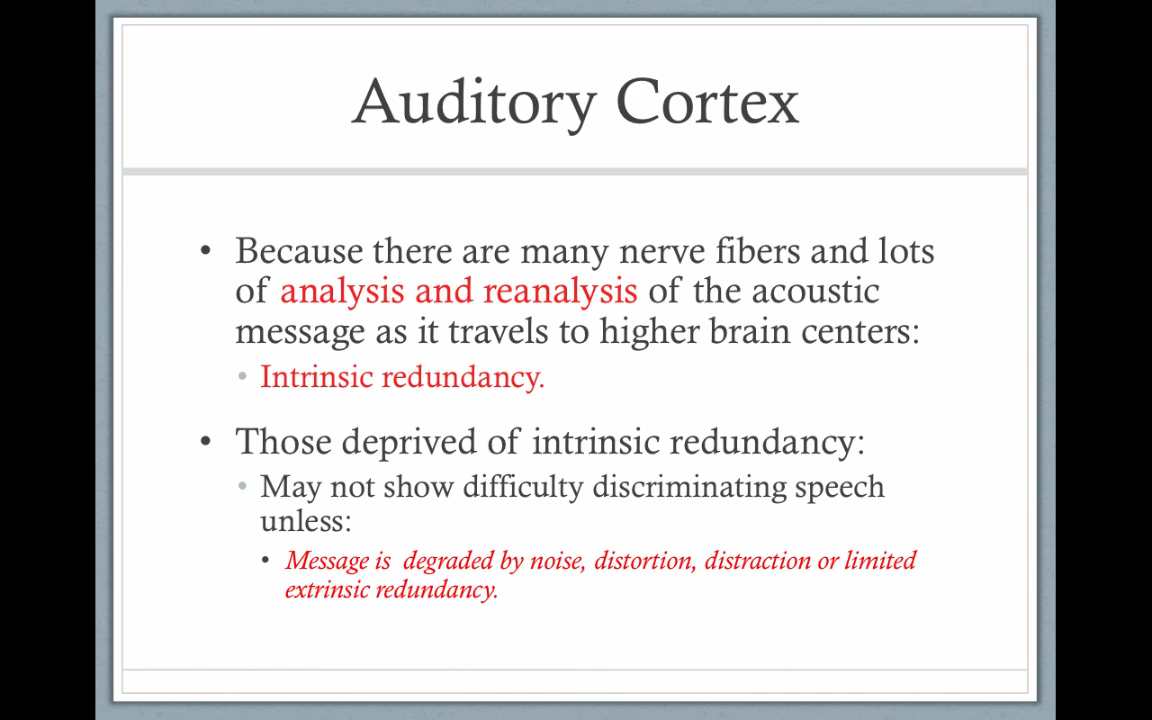 Auditory Cortex
• Because there are many nerve fibers and lots
of analysis and reanalysis of the acoustic
message as it travels to higher brain centers:
• Intrinsic redundancy.
• Those deprived of intrinsic redundancy:
• May not show difficulty discriminating speech
unless:
• Message is degraded by noise, distortion, distraction or limited
extrinsic redundancy.